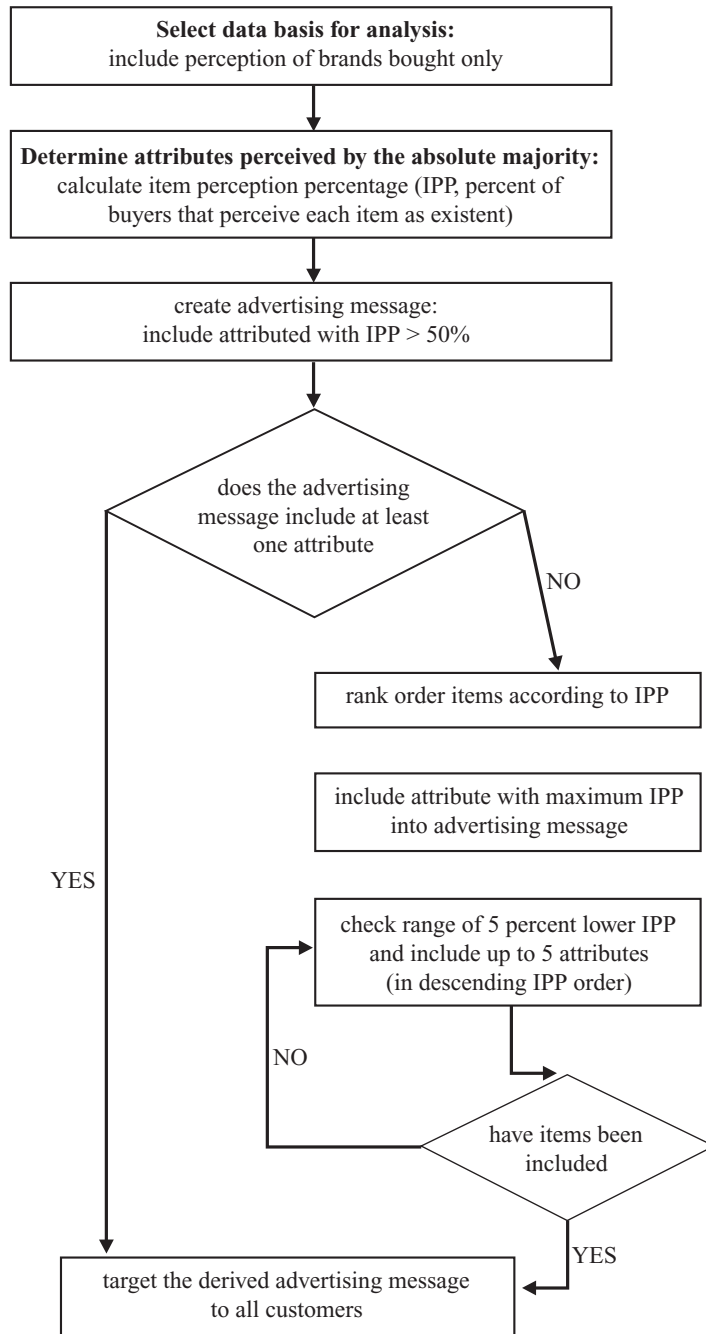 Select data basis for analysis:
include perception of brands bought only
Determine attributes perceived by the absolute majority:
calculate item perception percentage (IPP, percent of
buyers that perceive each item as existent)
create advertising message:
include attributed with IPP > 50%
does the advertising
message include at least
one attribute
NO
rank order items according to IPP
include attribute with maximum IPP
into advertising message
YES
check range of 5 percent lower IPP
and include up to 5 attributes
(in descending IPP order)
NO
have items been
included
YES
target the derived advertising message
to all customers